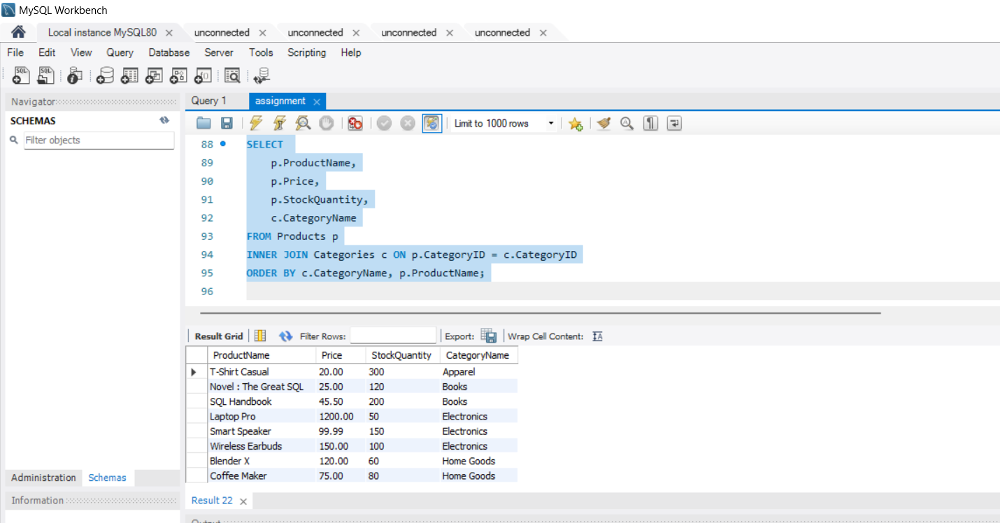 MySQL Workbench
Local instance MySQL80 unconnected unconnected unconnected unconnected
File Edit View Query Database Server Tools Scripting Help
Navigator
SCHEMAS
Filter objects
Administration Schemas
Information
Query 1 assignment
Limit to 1000 rows
88 SELECT
89 p.ProductName,
90 p.Price,
91 p.StockQuantity,
92 c.CategoryName
93 FROM Products p
94 INNER JOIN Categories c ON p.CategoryID = c.CategoryID
95 ORDER BY c.CategoryName, p.ProductName;
96
Result Grid Filter Rows: Export: Wrap Cell Content:
ProductName Price StockQuantity CategoryName
T-Shirt Casual 20.00 300 Apparel
Novel : The Great SQL 25.00 120 Books
SQL Handbook 45.50 200 Books
Laptop Pro 1200.00 50 Electronics
Smart Speaker 99.99 150 Electronics
Wireless Earbuds 150.00 100 Electronics
Blender X 120.00 60 Home Goods
Coffee Maker 75.00 80 Home Goods
Result 22
Output